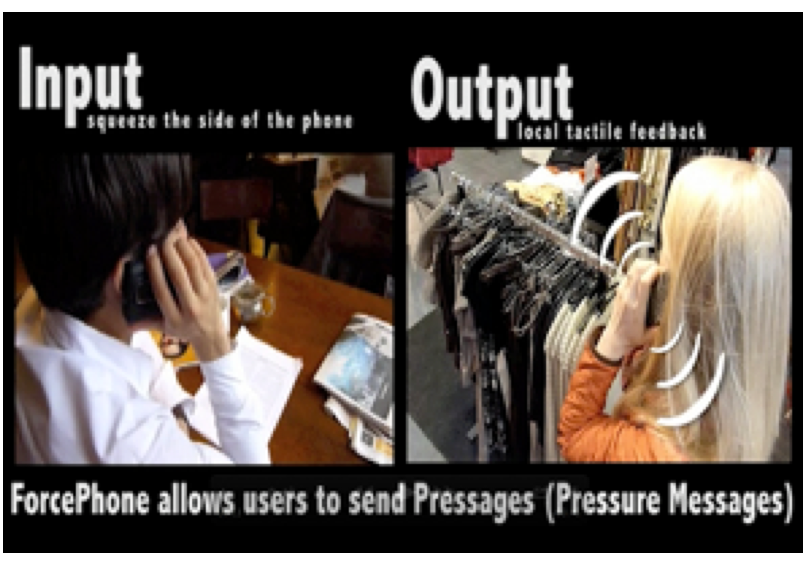 Input
squeeze the side of the phone
Output
local tactile feedback
ForcePhone allows users to send Pressages (Pressure Messages)